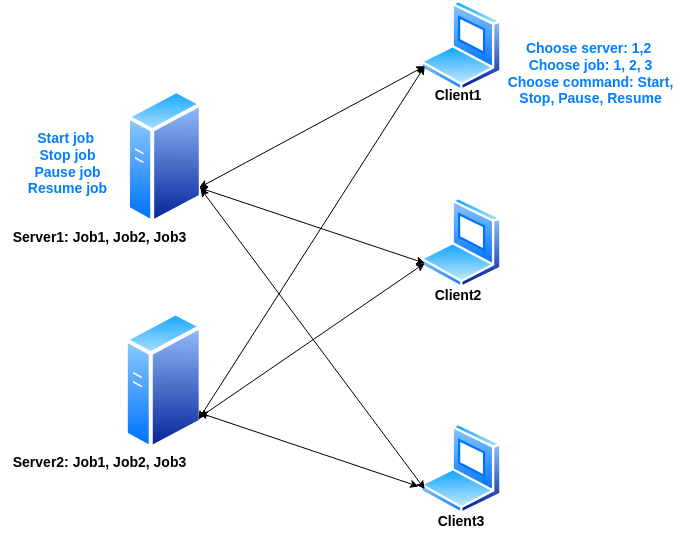 Choose server: 1,2
Choose job: 1, 2, 3
Choose command: Start,
Stop, Pause, Resume
Client1
Start job
Stop job
Pause job
Resume job
Server1: Job1, Job2, Job3
Client2
Server2: Job1, Job2, Job3
Client3